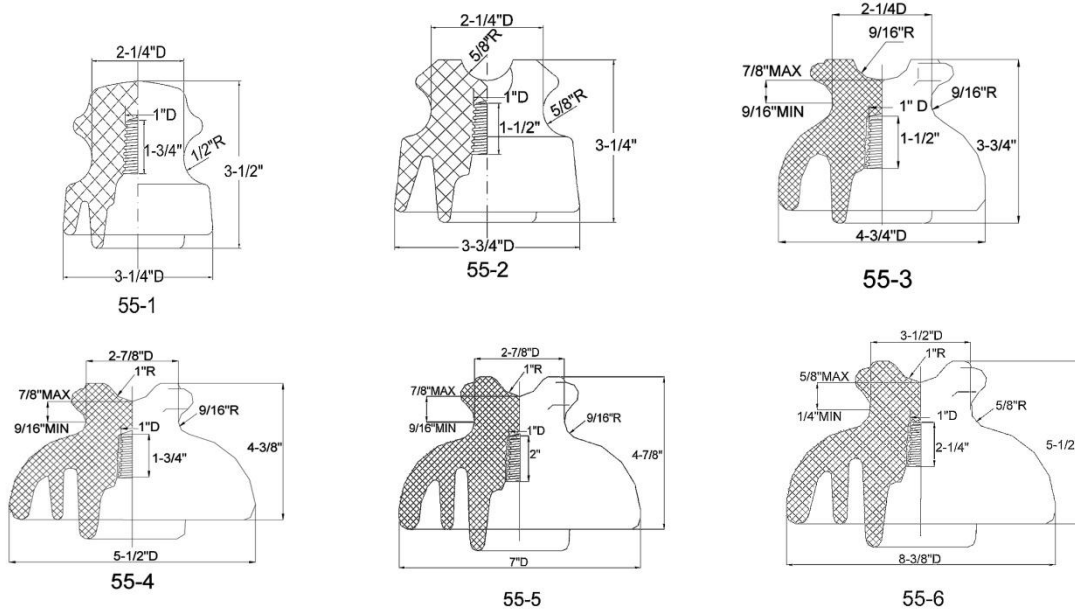 2-1/4"D
1"D
1-3/4"
1/2"R
3-1/2"
3-1/4"D
55-1
2-1/4"D
5/8"R
1"D
1-1/2"
5/8"R
3-1/4"
3-3/4"D
55-2
2-1/4D
9/16"R
7/8"MAX
9/16"MIN
1" D
9/16"R
1-1/2"
3-3/4"
4-3/4"D
55-3
2-7/8"D
1"R
7/8"MAX
9/16"MIN
9/16"R
1"D
1-3/4"
4-3/8"
5-1/2"D
55-4
2-7/8"D
1"R
7/8"MAX
9/16"MIN
9/16"R
1"D
2"
4-7/8"
7"D
55-5
3-1/2"D
1"R
5/8"MAX
1/4"MIN
5/8"R
1"D
2-1/4"
5-1/2
8-3/8"D
55-6